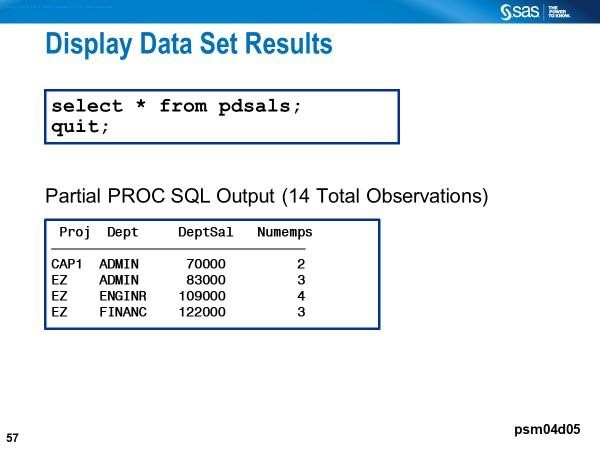 sas THE POWER TO KNOW.
Display Data Set Results
select * from pdsals;
quit;
Partial PROC SQL Output (14 Total Observations)
Proj Dept DeptSal Numemps
CAP1 ADMIN 70000 2
EZ ADMIN 83000 3
EZ ENGINR 109000 4
EZ FINANC 122000 3
57
psm04d05